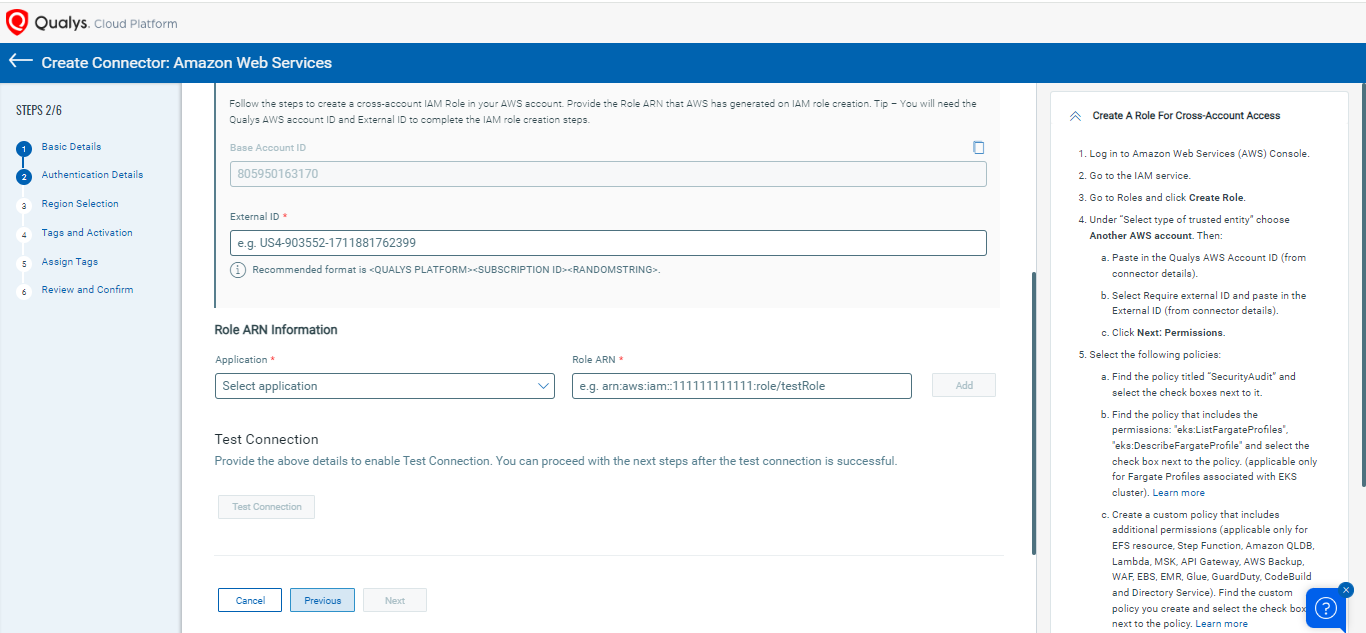 Qualys. Cloud Platform
Create Connector: Amazon Web Services
STEPS 2/6
1 Basic Details
2 Authentication Details
3 Region Selection
4 Tags and Activation
5 Assign Tags
6 Review and Confirm
Follow the steps to create a cross-account IAM Role in your AWS account. Provide the Role ARN that AWS has generated on IAM role creation. Tip – You will need the
Qualys AWS account ID and External ID to complete the IAM role creation steps.
Base Account ID
805950163170
External ID *
e.g. US4-903552-1711881762399
Recommended format is <QUALYS PLATFORM><SUBSCRIPTION ID><RANDOMSTRING>.
Role ARN Information
Application *
Select application
Role ARN *
e.g. arn:aws:iam::111111111111:role/testRole
Add
Test Connection
Provide the above details to enable Test Connection. You can proceed with the next steps after the test connection is successful.
Test Connection
Cancel
Previous
Next
Create A Role For Cross-Account Access
1. Log in to Amazon Web Services (AWS) Console.
2. Go to the IAM service.
3. Go to Roles and click Create Role.
4. Under “Select type of trusted entity” choose
Another AWS account. Then:
a. Paste in the Qualys AWS Account ID (from
connector details).
b. Select Require external ID and paste in the
External ID (from connector details).
c. Click Next: Permissions.
5. Select the following policies:
a. Find the policy titled “SecurityAudit” and
select the check boxes next to it.
b. Find the policy that includes the
permissions: "eks:ListFargateProfiles",
"eks:DescribeFargateProfile" and select the
check box next to the policy. (applicable only
for Fargate Profiles associated with EKS
cluster). Learn more
c. Create a custom policy that includes
additional permissions (applicable only for
EFS resource, Step Function, Amazon QLDB,
Lambda, MSK, API Gateway, AWS Backup,
WAF, EBS, EMR, Glue, GuardDuty, CodeBuild
and Directory Service). Find the custom
policy you create and select the check box
next to the policy. Learn more